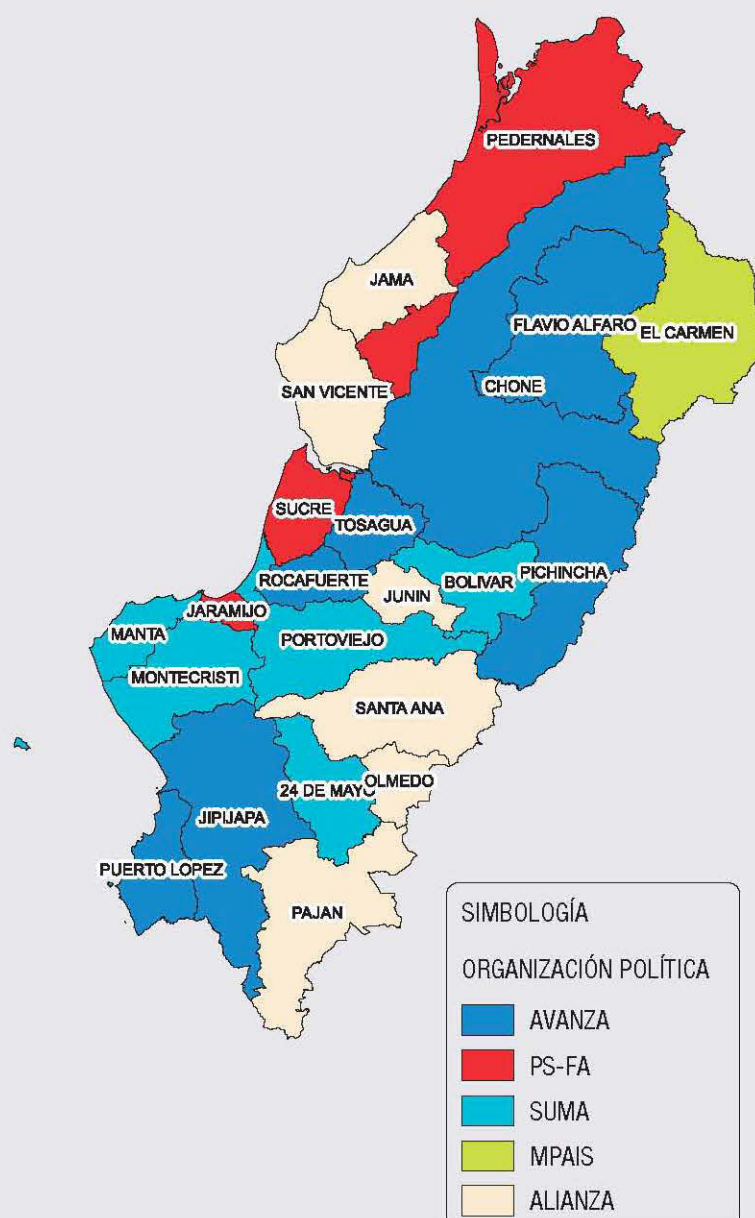 PEDERNALES
JAMA
FLAVIO ALFARO
EL CARMEN
SAN VICENTE
CHONE
SUCRE
TOSAGUA
ROCAFUERTE
BOLIVAR
PICHINCHA
JUNIN
JARAMIJO
MANTA
PORTOVIEJO
MONTECRISTI
SANTA ANA
OLMEDO
24 DE MAYO
JIPIJAPA
PUERTO LOPEZ
PAJAN
SIMBOLOGÍA
ORGANIZACIÓN POLÍTICA
AVANZA
PS-FA
SUMA
MPAIS
ALIANZA